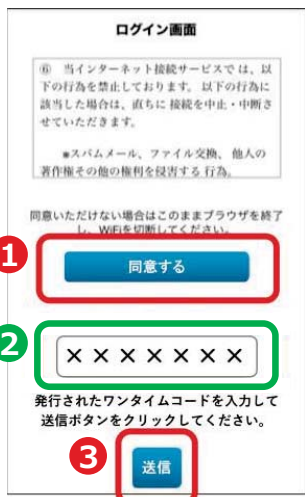 ログイン画面
⑥ 当インターネット接続サービスでは、以
下の行為を禁止しております。以下の行為に
該当した場合は、直ちに 接続を中止・中断さ
せていただきます。
※スパムメール、ファイル交換、 他人の
著作権その他の権利を侵害する 行為。
同意いただけない場合はこのままブラウザを終了
し、WiFiを切断してください。
1
同意する
2
×××××××
発行されたワンタイムコードを入力して
送信ボタンをクリックしてください。
3
送信